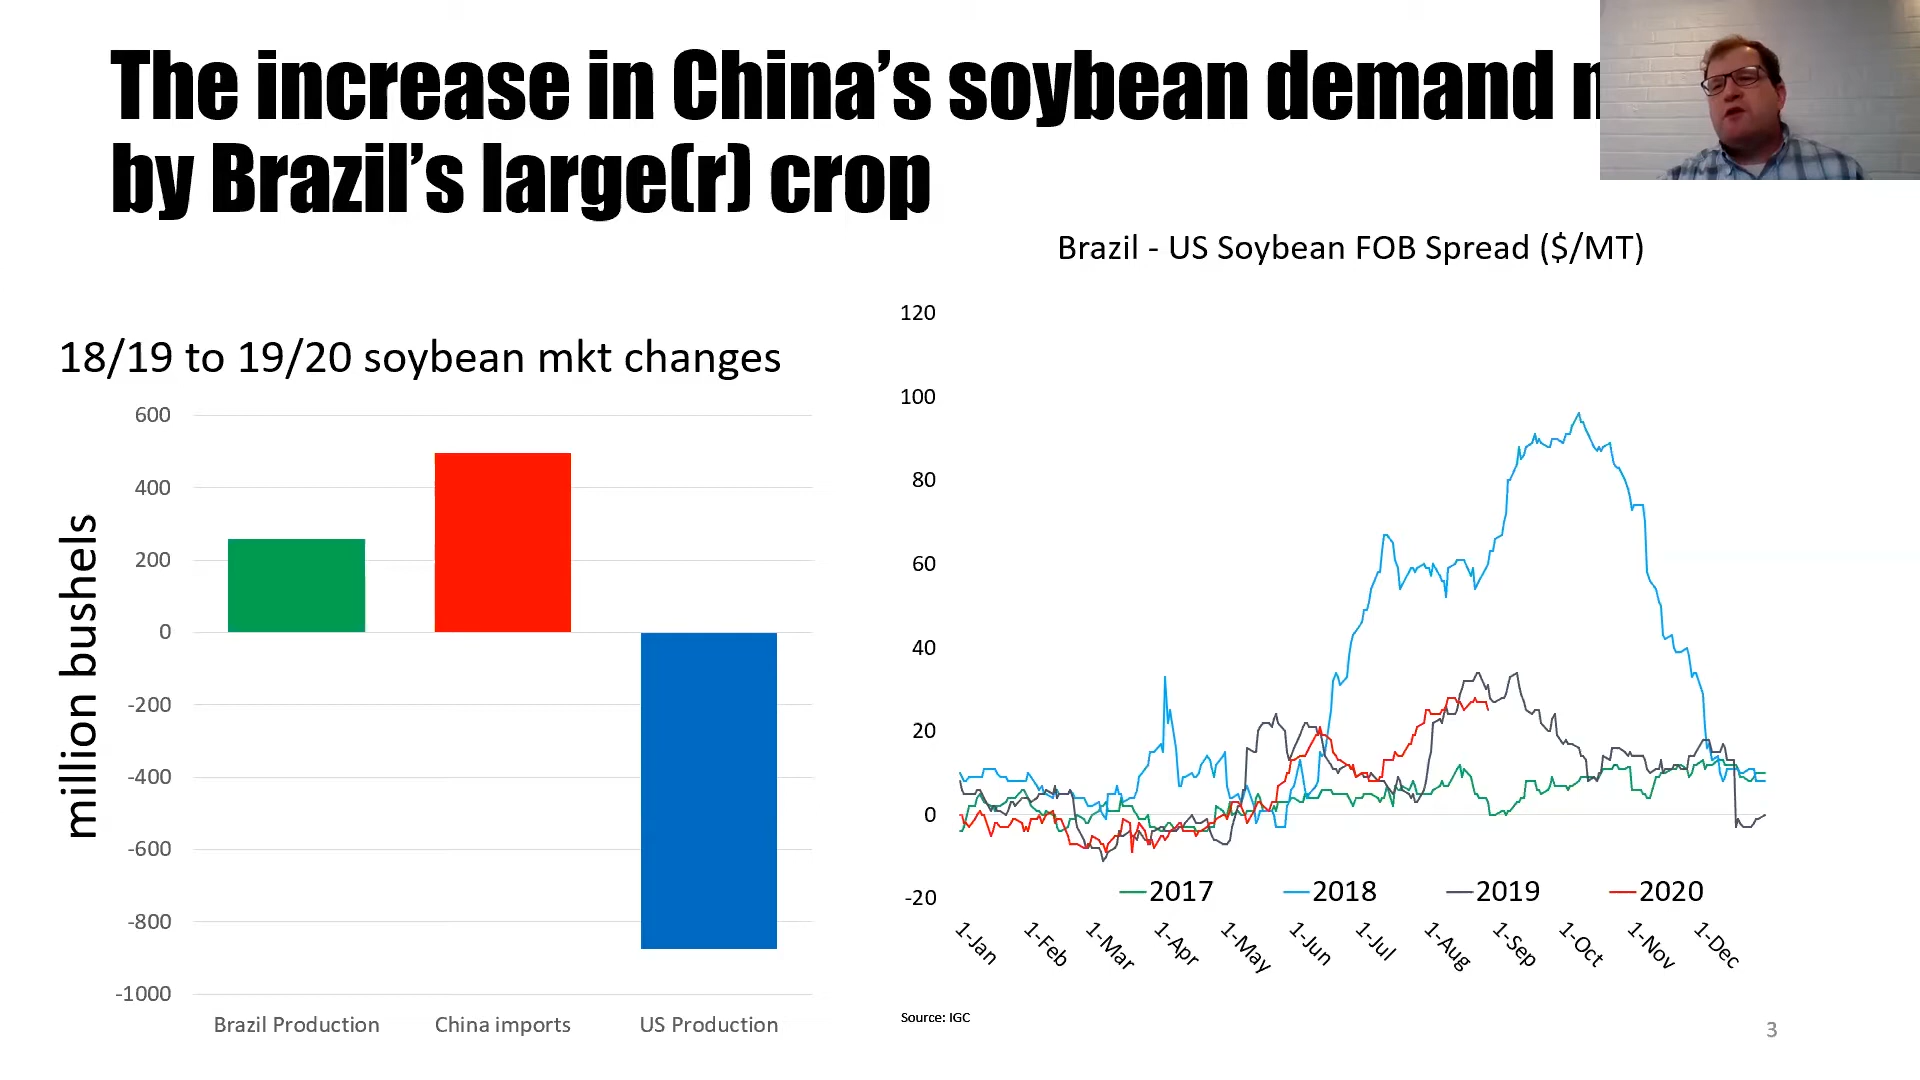 The increase in China's soybean demand
by Brazil's large(r) crop
18/19 to 19/20 soybean mkt changes
million bushels
600
400
200
0
-200
-400
-600
-800
-1000
Brazil Production
China imports
US Production
Brazil - US Soybean FOB Spread ($/MT)
120
100
80
60
40
20
0
-20
2017
2018
2019
2020
1-Jan
1-Feb
1-Mar
1-Apr
1-May
1-Jun
1-Jul
1-Aug
1-Sep
1-Oct
1-Nov
1-Dec
Source: IGC
3